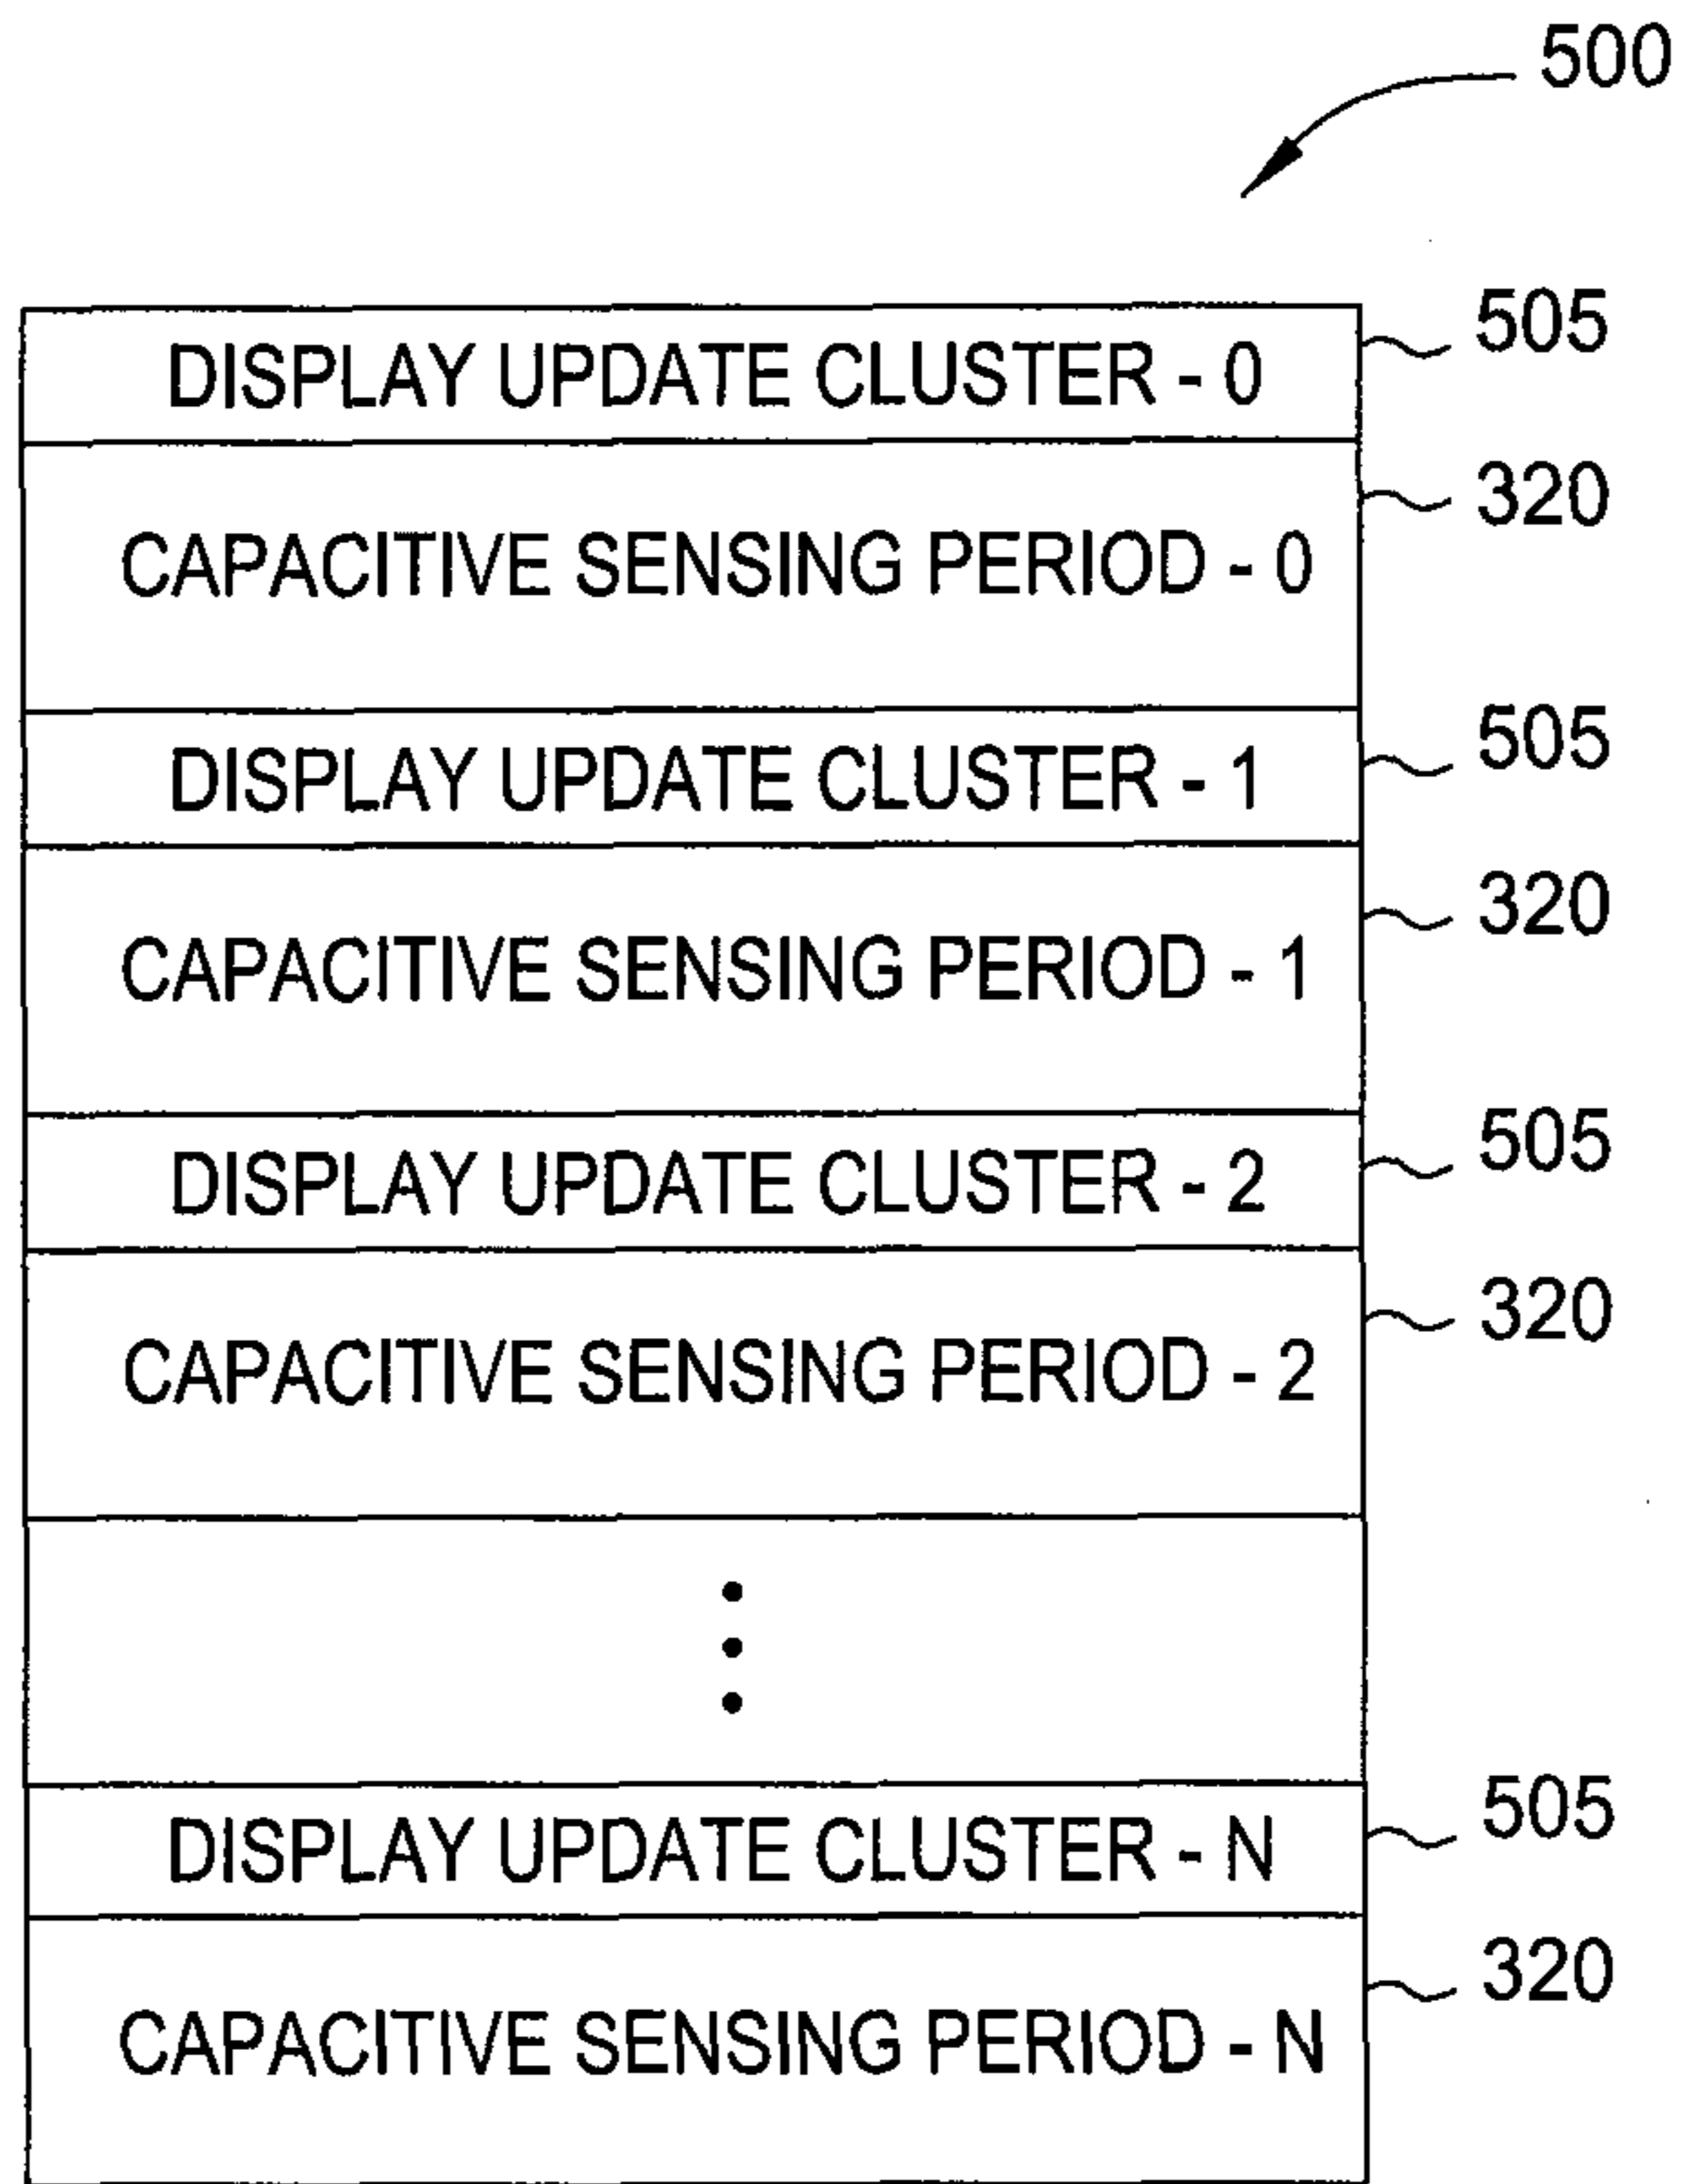 500
DISPLAY UPDATE CLUSTER - 0
505
CAPACITIVE SENSING PERIOD - 0
320
DISPLAY UPDATE CLUSTER - 1
505
CAPACITIVE SENSING PERIOD - 1
320
DISPLAY UPDATE CLUSTER - 2
505
CAPACITIVE SENSING PERIOD - 2
320
DISPLAY UPDATE CLUSTER - N
505
CAPACITIVE SENSING PERIOD - N
320